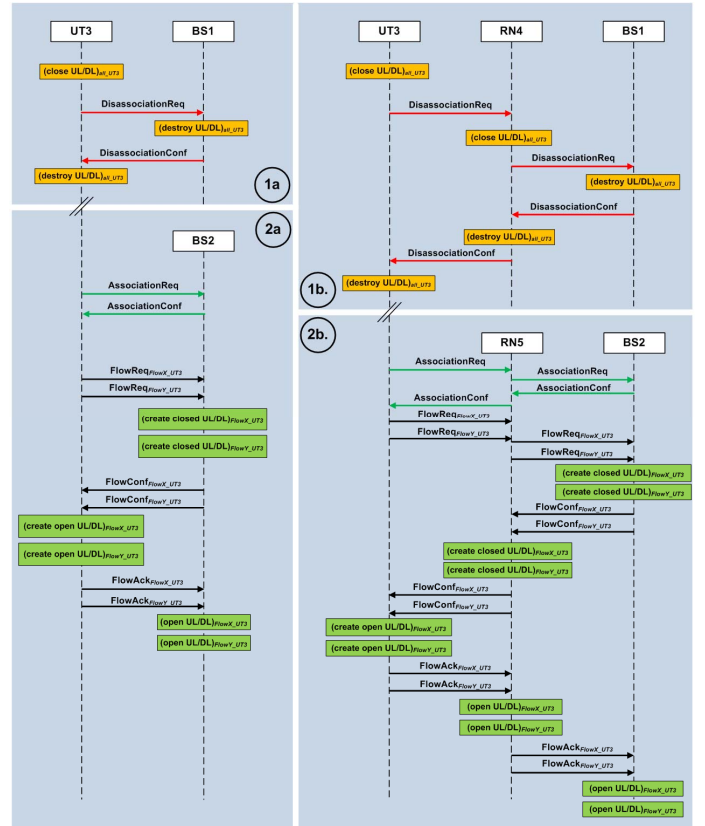 UT3
BS1
(close UL/DL)all_UT3
DisassociationReq
(destroy UL/DL)all_UT3
DisassociationConf
(destroy UL/DL)all_UT3
1a
2a
BS2
AssociationReq
AssociationConf
FlowReqFlowX_UT3
FlowReqFlowY_UT3
(create closed UL/DL)FlowX_UT3
(create closed UL/DL)FlowY_UT3
FlowConfFlowX_UT3
FlowConfFlowY_UT3
(create open UL/DL)FlowX_UT3
(create open UL/DL)FlowY_UT3
FlowAckFlowX_UT3
FlowAckFlowY_UT3
(open UL/DL)FlowX_UT3
(open UL/DL)FlowY_UT3
UT3
RN4
BS1
(close UL/DL)all_UT3
DisassociationReq
(close UL/DL)all_UT3
DisassociationReq
(destroy UL/DL)all_UT3
DisassociationConf
(destroy UL/DL)all_UT3
DisassociationConf
(destroy UL/DL)all_UT3
1b.
2b.
RN5
BS2
AssociationReq
AssociationReq
AssociationConf
AssociationConf
FlowReqFlowX_UT3
FlowReqFlowY_UT3
FlowReqFlowX_UT3
FlowReqFlowY_UT3
(create closed UL/DL)FlowX_UT3
(create closed UL/DL)FlowY_UT3
FlowConfFlowX_UT3
FlowConfFlowY_UT3
(create closed UL/DL)FlowX_UT3
(create closed UL/DL)FlowY_UT3
FlowConfFlowX_UT3
FlowConfFlowY_UT3
(create open UL/DL)FlowX_UT3
(create open UL/DL)FlowY_UT3
FlowAckFlowX_UT3
FlowAckFlowY_UT3
(open UL/DL)FlowX_UT3
(open UL/DL)FlowY_UT3
FlowAckFlowX_UT3
FlowAckFlowY_UT3
(open UL/DL)FlowX_UT3
(open UL/DL)FlowY_UT3